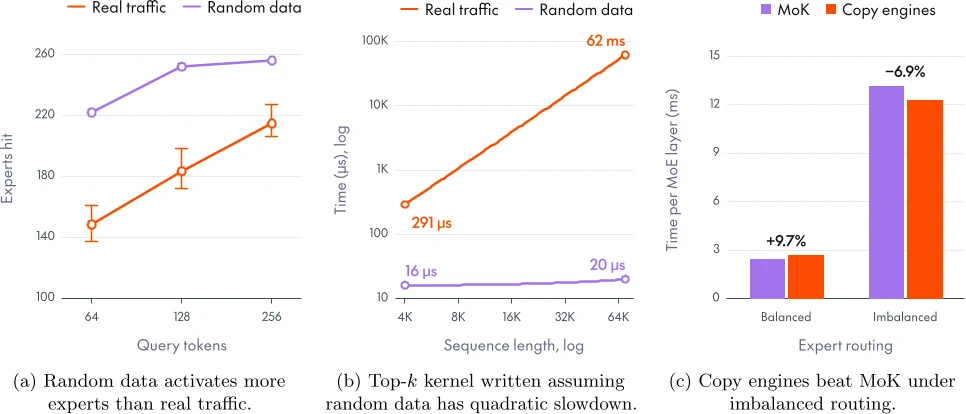 Real traffic Random data
Experts hit
260
220
180
140
100
64 128 256
Query tokens
(a) Random data activates more
experts than real traffic.
Real traffic Random data
Time (µs), log
100K
10K
1K
100
10
62 ms
291 µs
16 µs
20 µs
4K 8K 16K 32K 64K
Sequence length, log
(b) Top-k kernel written assuming
random data has quadratic slowdown.
MoK Copy engines
Time per MoE layer (ms)
15
12
9
6
3
0
+9.7%
−6.9%
Balanced Imbalanced
Expert routing
(c) Copy engines beat MoK under
imbalanced routing.